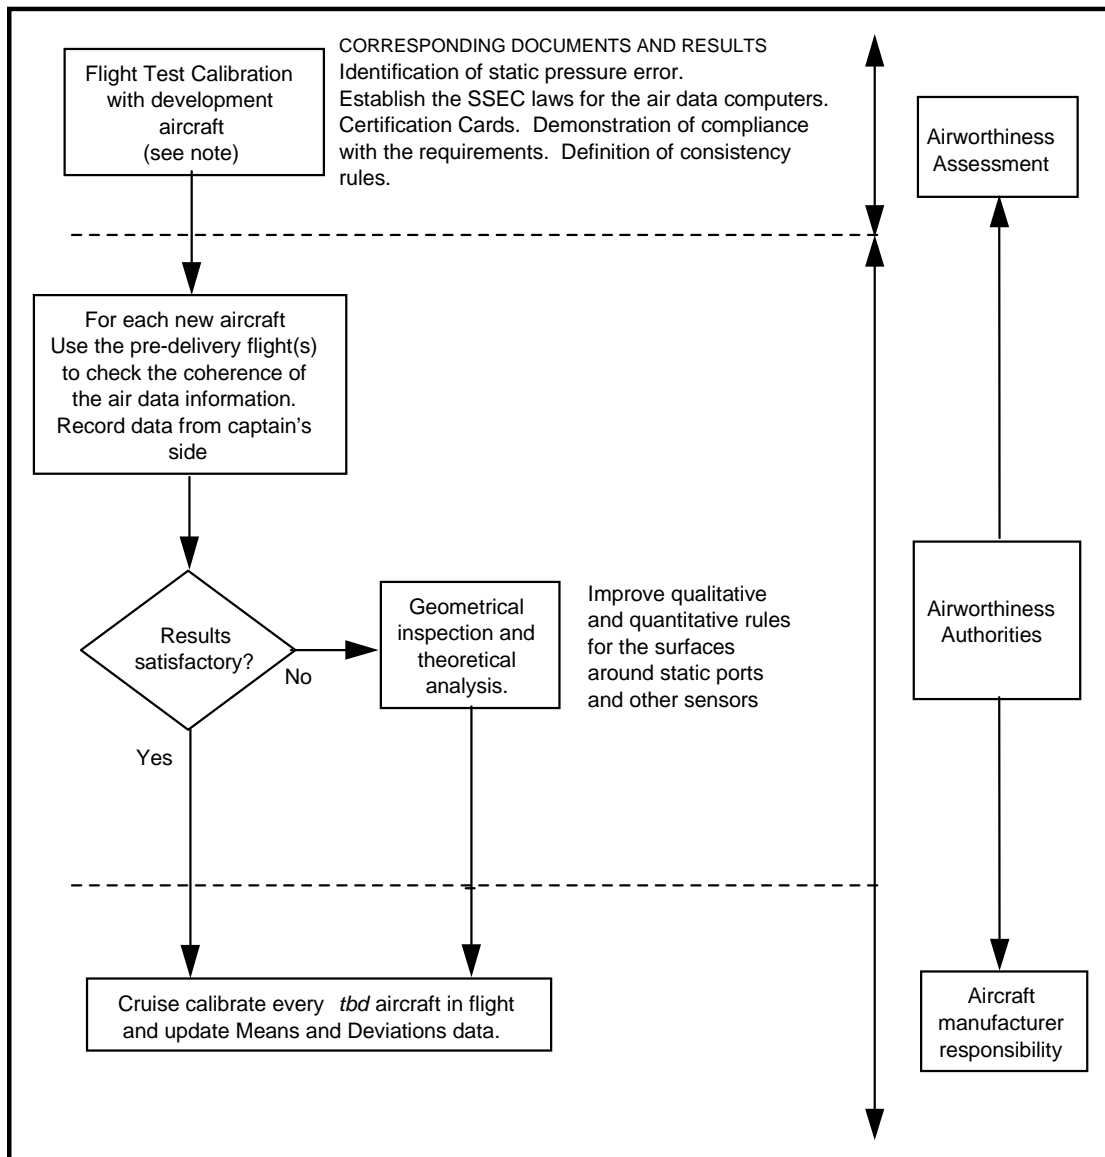 Flight Test Calibration
with development
aircraft
(see note)
CORRESPONDING DOCUMENTS AND RESULTS
Identification of static pressure error.
Establish the SSEC laws for the air data computers.
Certification Cards.  Demonstration of compliance
with the requirements.  Definition of consistency
rules.
Airworthiness
Assessment
For each new aircraft
Use the pre-delivery flight(s)
to check the coherence of
the air data information.
Record data from captain’s
side
Results
satisfactory?
No
Yes
Geometrical
inspection and
theoretical
analysis.
Improve qualitative
and quantitative rules
for the surfaces
around static ports
and other sensors
Airworthiness
Authorities
Cruise calibrate every tbd aircraft in flight
and update Means and Deviations data.
Aircraft
manufacturer
responsibility